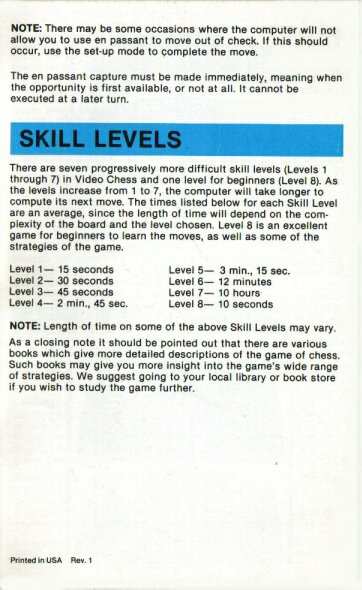 NOTE: There may be some occasions where the computer will not
allow you to use en passant to move out of check. If this should
occur, use the set-up mode to complete the move.
The en passant capture must be made immediately, meaning when
the opportunity is first available, or not at all. It cannot be
executed at a later turn.
SKILL LEVELS
There are seven progressively more difficult skill levels (Levels 1
through 7) in Video Chess and one level for beginners (Level 8). As
the levels increase from 1 to 7, the computer will take longer to
compute its next move. The times listed below for each Skill Level
are an average, since the length of time will depend on the com-
plexity of the board and the level chosen. Level 8 is an excellent
game for beginners to learn the moves, as well as some of the
strategies of the game.
Level 1— 15 seconds
Level 2— 30 seconds
Level 3— 45 seconds
Level 4— 2 min., 45 sec.
Level 5— 3 min., 15 sec.
Level 6— 12 minutes
Level 7— 10 hours
Level 8— 10 seconds
NOTE: Length of time on some of the above Skill Levels may vary.
As a closing note it should be pointed out that there are various
books which give more detailed descriptions of the game of chess.
Such books may give you more insight into the game's wide range
of strategies. We suggest going to your local library or book store
if you wish to study the game further.
Printed in USA Rev. 1